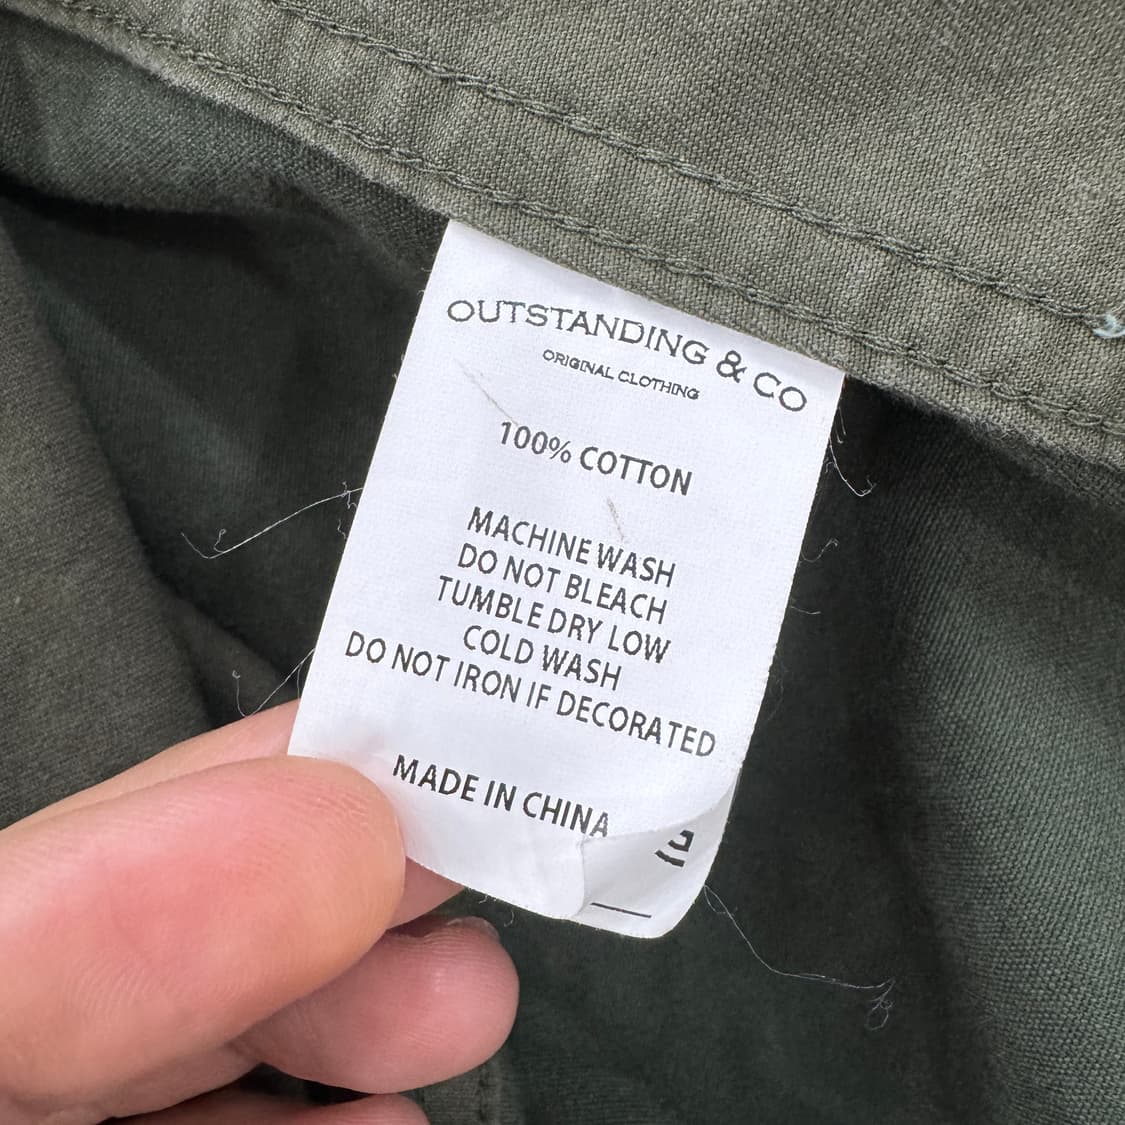 OUTSTANDING & CO
ORIGINAL CLOTHING
100% COTTON
MACHINE WASH
DO NOT BLEACH
TUMBLE DRY LOW
COLD WASH
DO NOT IRON IF DECORATED
MADE IN CHINA